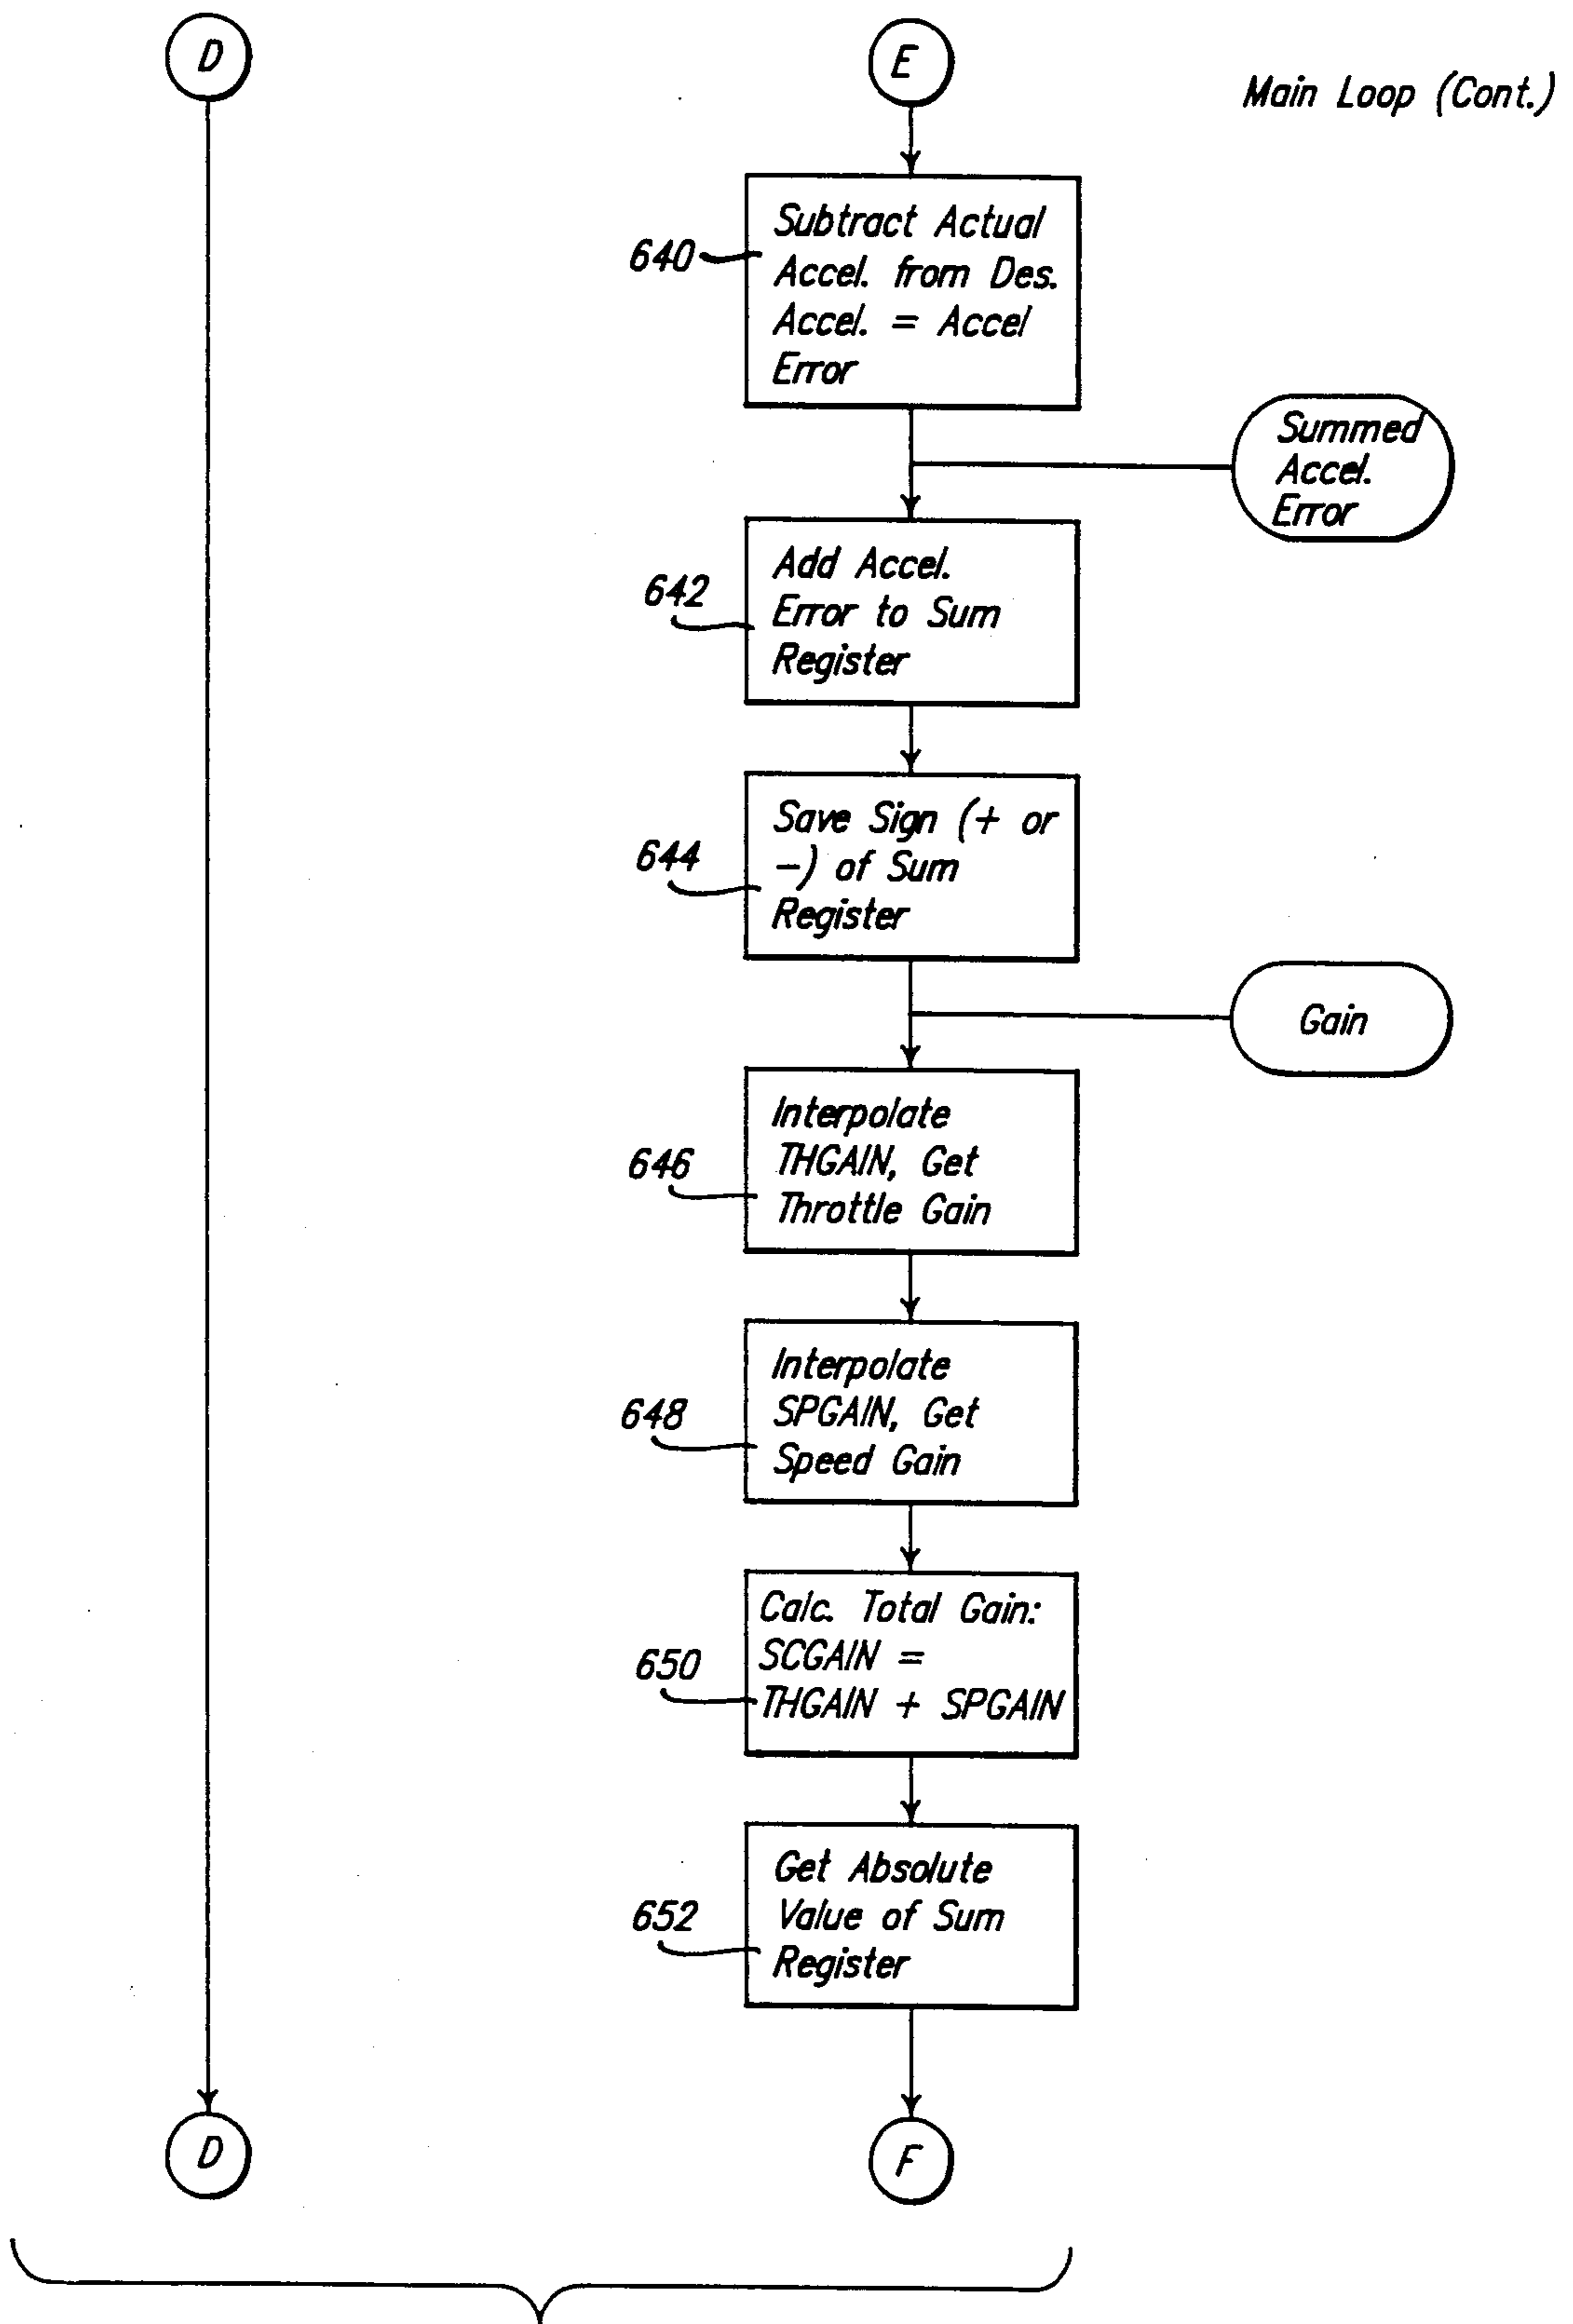 D
E
Main Loop (Cont.)
640
Subtract Actual
Accel. from Des.
Accel. = Accel
Error
Summed
Accel.
Error
642
Add Accel.
Error to Sum
Register
644
Save Sign (+ or
-) of Sum
Register
Gain
646
Interpolate
THGAIN, Get
Throttle Gain
648
Interpolate
SPGAIN, Get
Speed Gain
650
Calc. Total Gain:
SCGAIN =
THGAIN + SPGAIN
652
Get Absolute
Value of Sum
Register
D
F